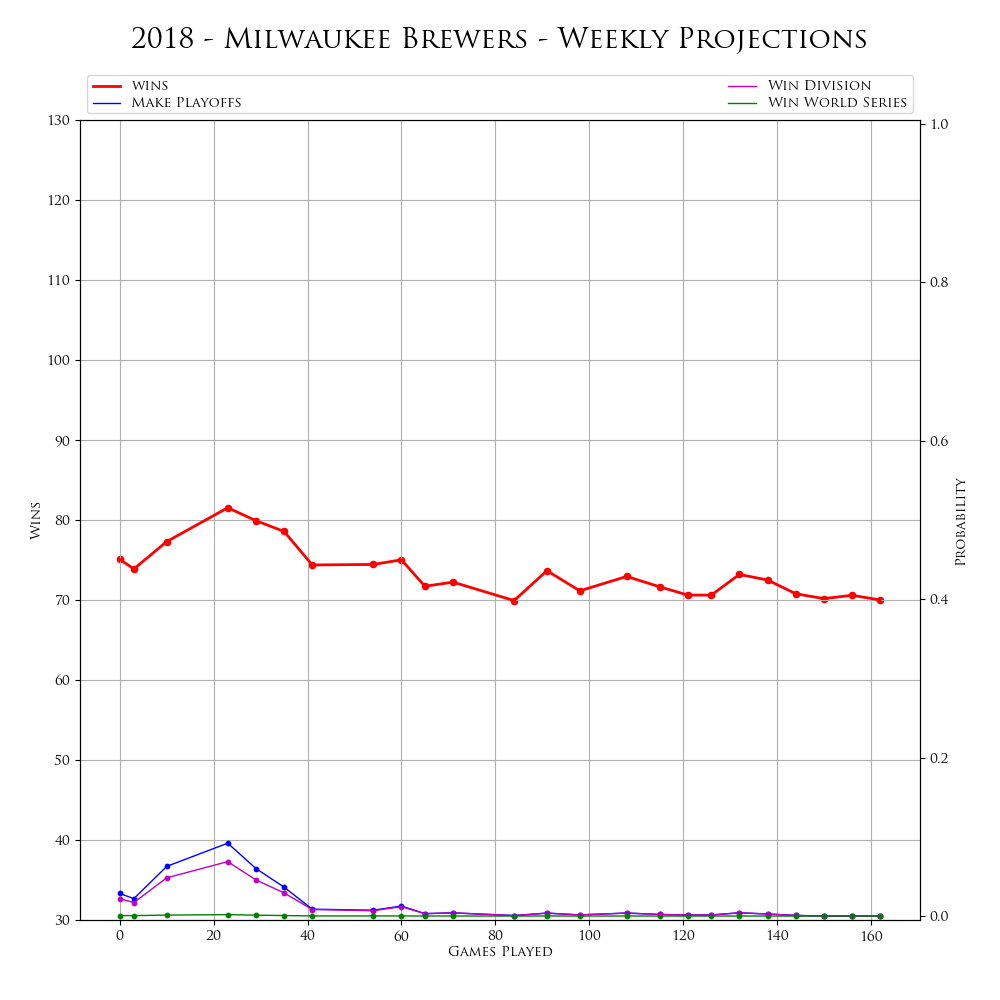 2018 - Milwaukee Brewers - Weekly Projections
wins
Make Playoffs
Win Division
Win World Series
130
120
110
100
90
80
70
60
50
40
30
Wins
1.0
0.8
0.6
0.4
0.2
0.0
Probability
0 20 40 60 80 100 120 140 160
Games Played